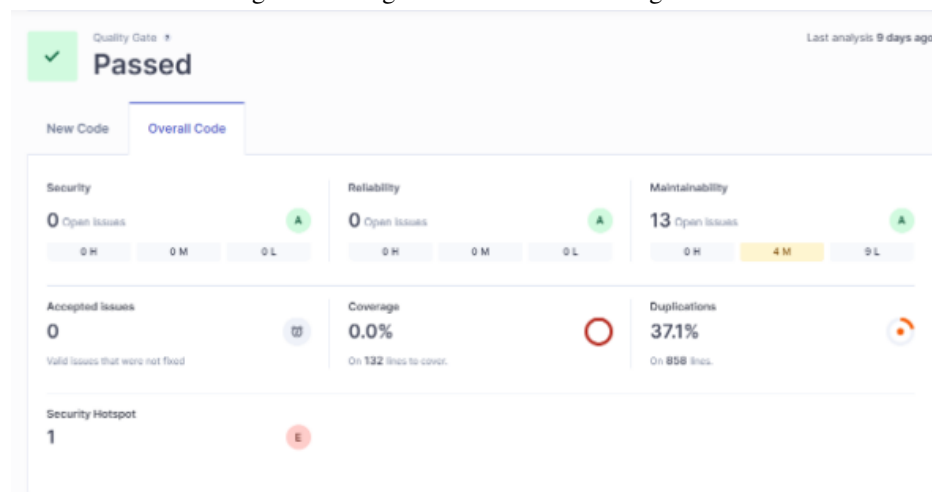 Quality Gate
Last analysis 9 days ago
Passed
New Code Overall Code
Security Reliability Maintainability
0 Open Issues A 0 Open Issues A 13 Open Issues A
0 H 0 M 0 L 0 H 0 M 0 L 0 H 4 M 9 L
Accepted issues Coverage Duplications
0 0.0% 37.1%
Valid issues that were not fixed On 132 lines to cover. On 858 lines.
Security Hotspot
1 E